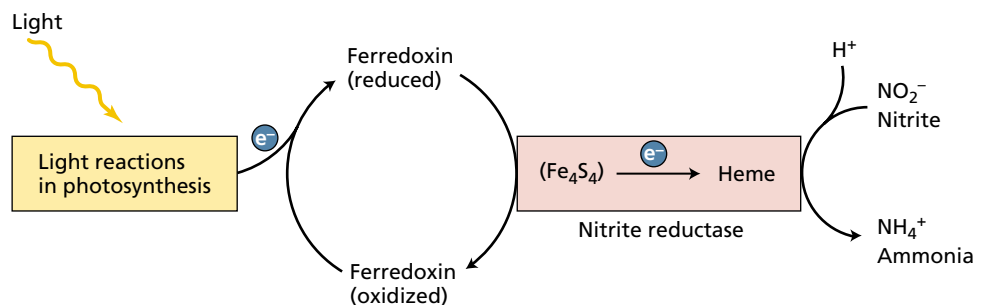 Light
Ferredoxin
(reduced)
H⁺
NO₂⁻
Nitrite
e⁻
Light reactions
in photosynthesis
(Fe₄S₄)
e⁻
Heme
Nitrite reductase
NH₄⁺
Ammonia
Ferredoxin
(oxidized)